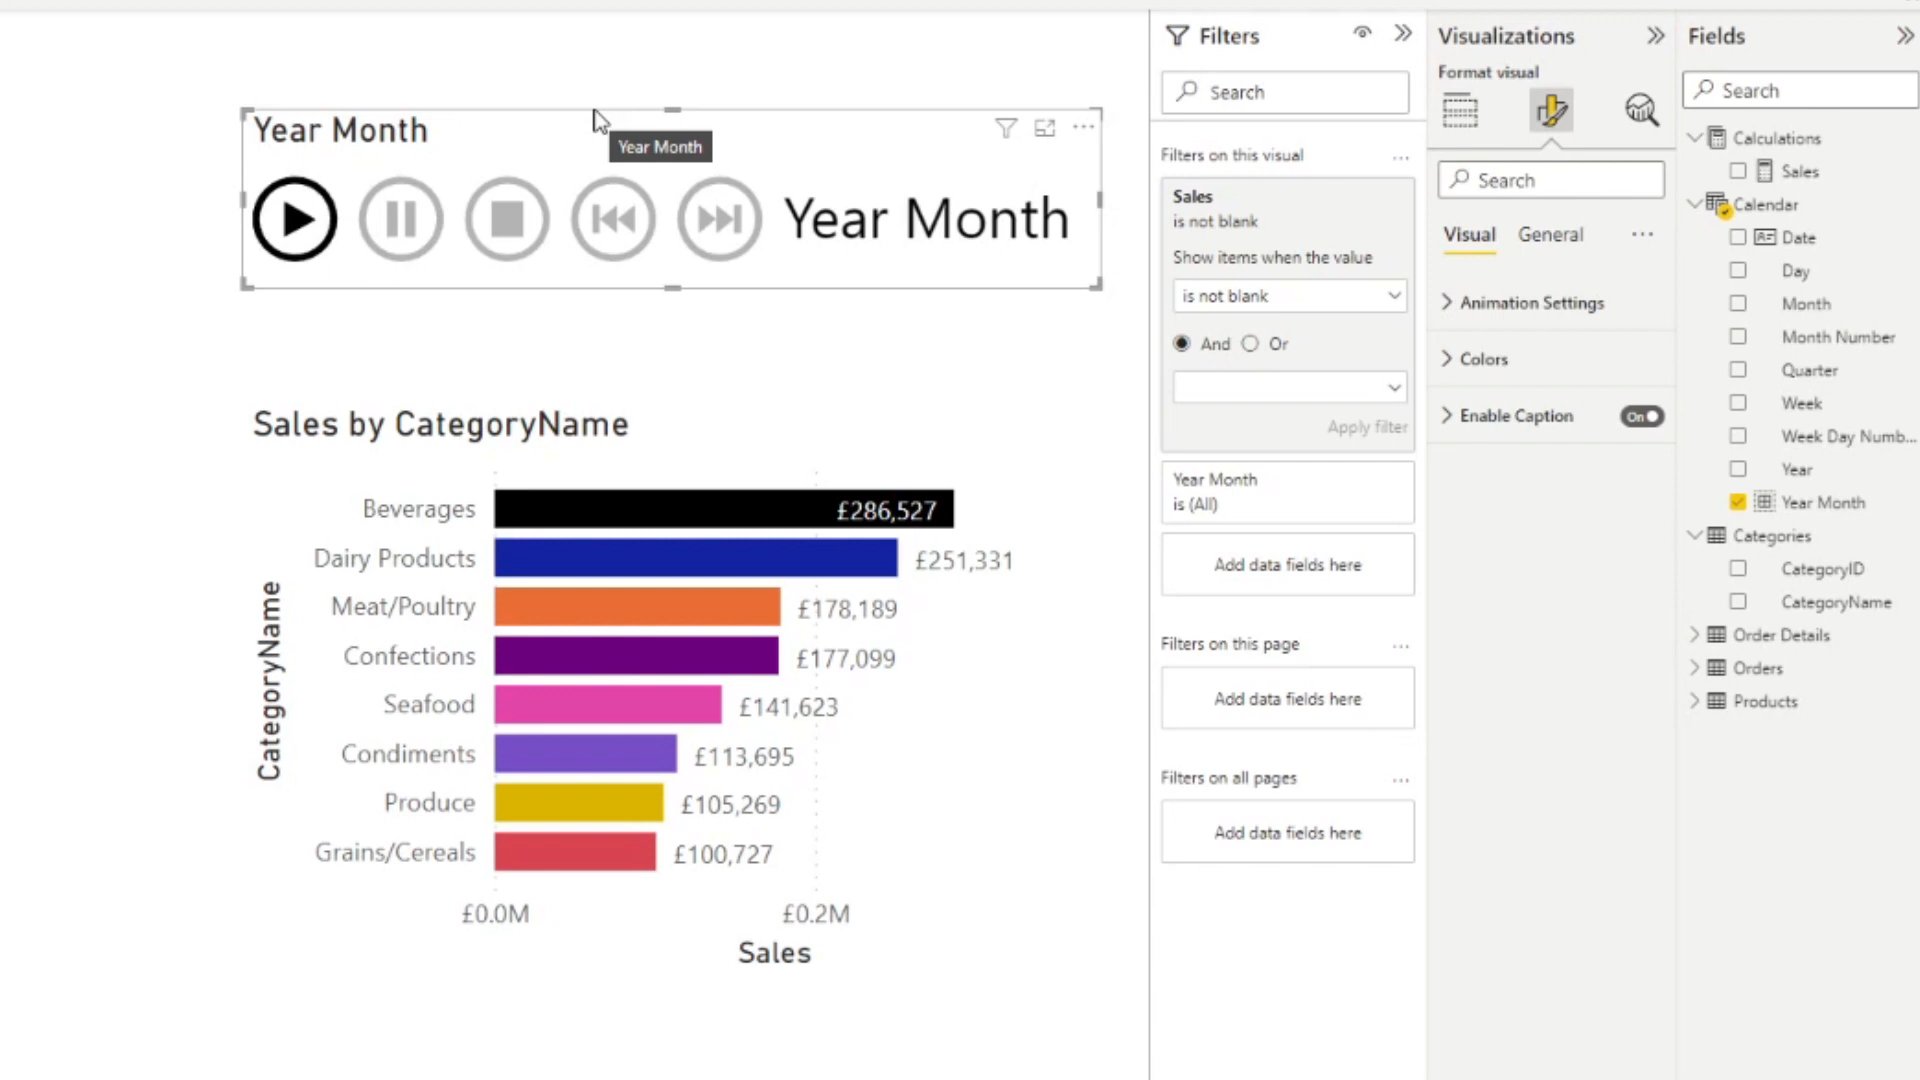 Year Month
Year Month
Year Month
Sales by CategoryName
CategoryName
Beverages £286,527
Dairy Products £251,331
Meat/Poultry £178,189
Confections £177,099
Seafood £141,623
Condiments £113,695
Produce £105,269
Grains/Cereals £100,727
£0.0M £0.2M
Sales
Filters
Search
Filters on this visual
Sales
is not blank
Show items when the value
is not blank
And Or
Apply filter
Year Month
is (All)
Add data fields here
Filters on this page
Add data fields here
Filters on all pages
Add data fields here
Visualizations
Format visual
Search
Visual General
Animation Settings
Colors
Enable Caption On
Fields
Search
Calculations
Sales
Calendar
Date
Day
Month
Month Number
Quarter
Week
Week Day Numb...
Year
Year Month
Categories
CategoryID
CategoryName
Order Details
Orders
Products